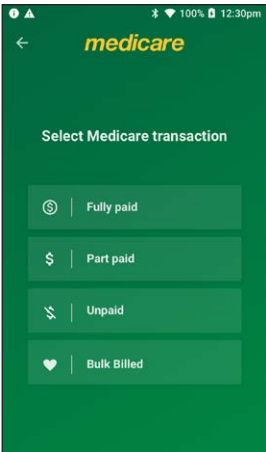 100% 12:30pm
medicare
Select Medicare transaction
Fully paid
Part paid
Unpaid
Bulk Billed